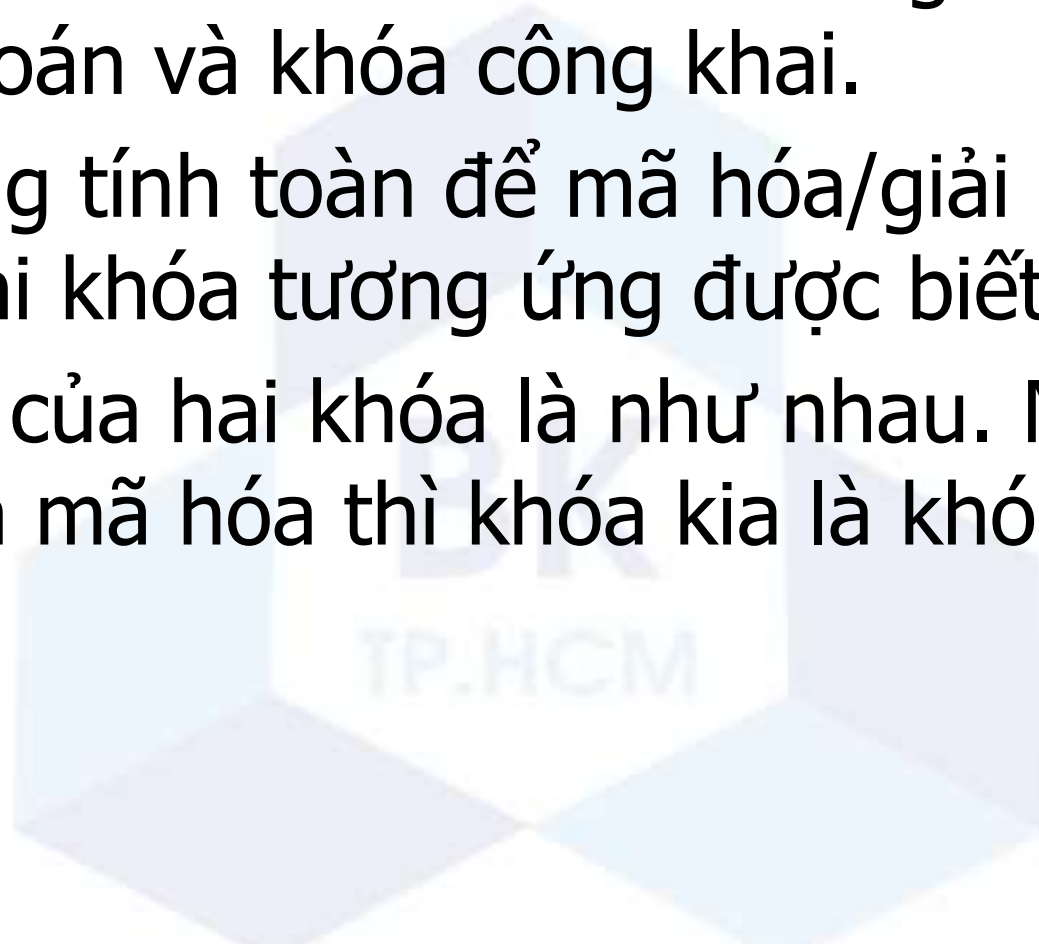 oán và khóa công khai.
g tính toàn để mã hóa/giải
i khóa tương ứng được biết
của hai khóa là như nhau.
mã hóa thì khóa kia là khó
BK
TP.HCM